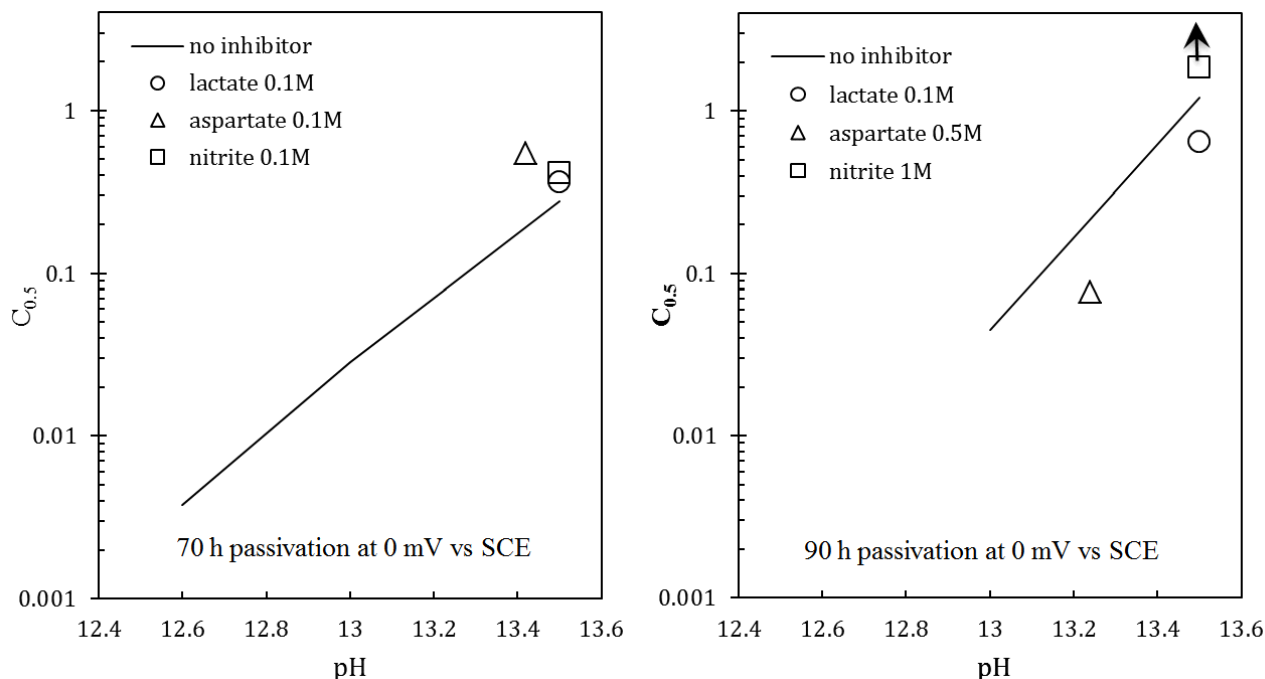 no inhibitor
lactate 0.1M
aspartate 0.1M
nitrite 0.1M
1
0.1
0.01
0.001
C0.5
70 h passivation at 0 mV vs SCE
12.4 12.6 12.8 13 13.2 13.4 13.6
pH
no inhibitor
lactate 0.1M
aspartate 0.5M
nitrite 1M
1
0.1
0.01
0.001
C0.5
90 h passivation at 0 mV vs SCE
12.4 12.6 12.8 13 13.2 13.4 13.6
pH